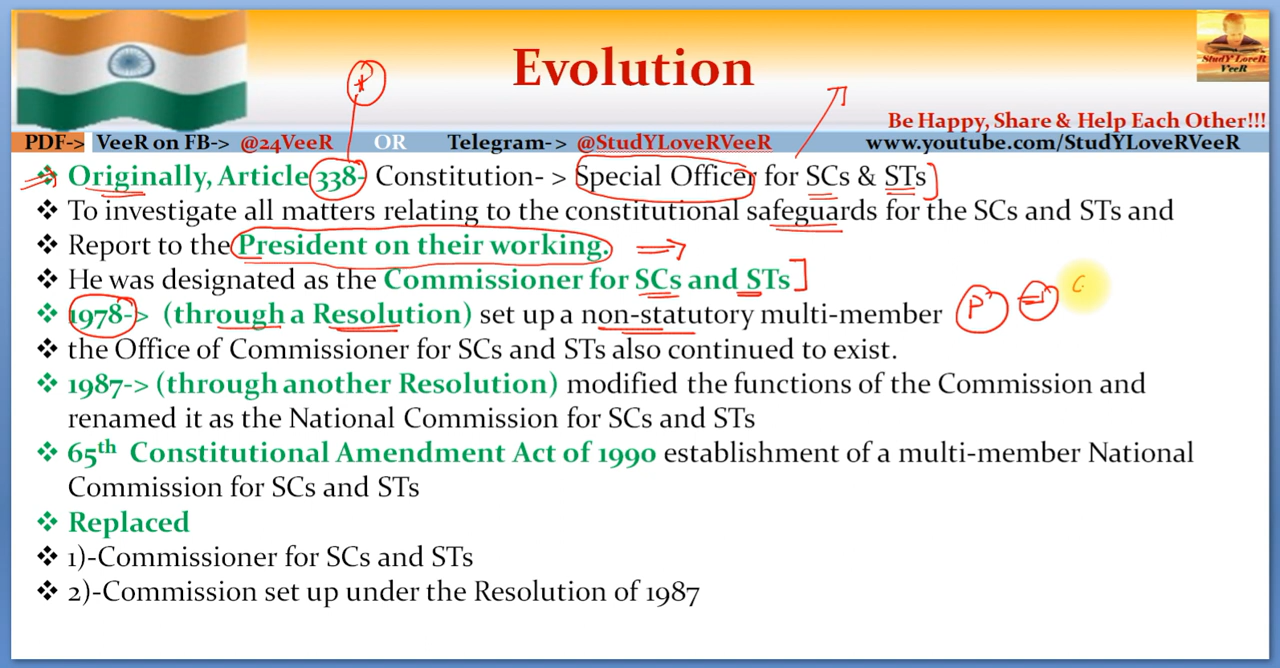 Evolution
StudY LoveR
VeeR
Be Happy, Share & Help Each Other!!!
PDF-> VeeR on FB-> @24VeeR OR Telegram-> @StudYLoveRVeeR www.youtube.com/StudYLoveRVeeR
❖ Originally, Article 338- Constitution- > Special Officer for SCs & STs
❖ To investigate all matters relating to the constitutional safeguards for the SCs and STs and
❖ Report to the President on their working.
❖ He was designated as the Commissioner for SCs and STs
❖ 1978-> (through a Resolution) set up a non-statutory multi-member P
❖ the Office of Commissioner for SCs and STs also continued to exist.
❖ 1987-> (through another Resolution) modified the functions of the Commission and
renamed it as the National Commission for SCs and STs
❖ 65th Constitutional Amendment Act of 1990 establishment of a multi-member National
Commission for SCs and STs
❖ Replaced
❖ 1)-Commissioner for SCs and STs
❖ 2)-Commission set up under the Resolution of 1987